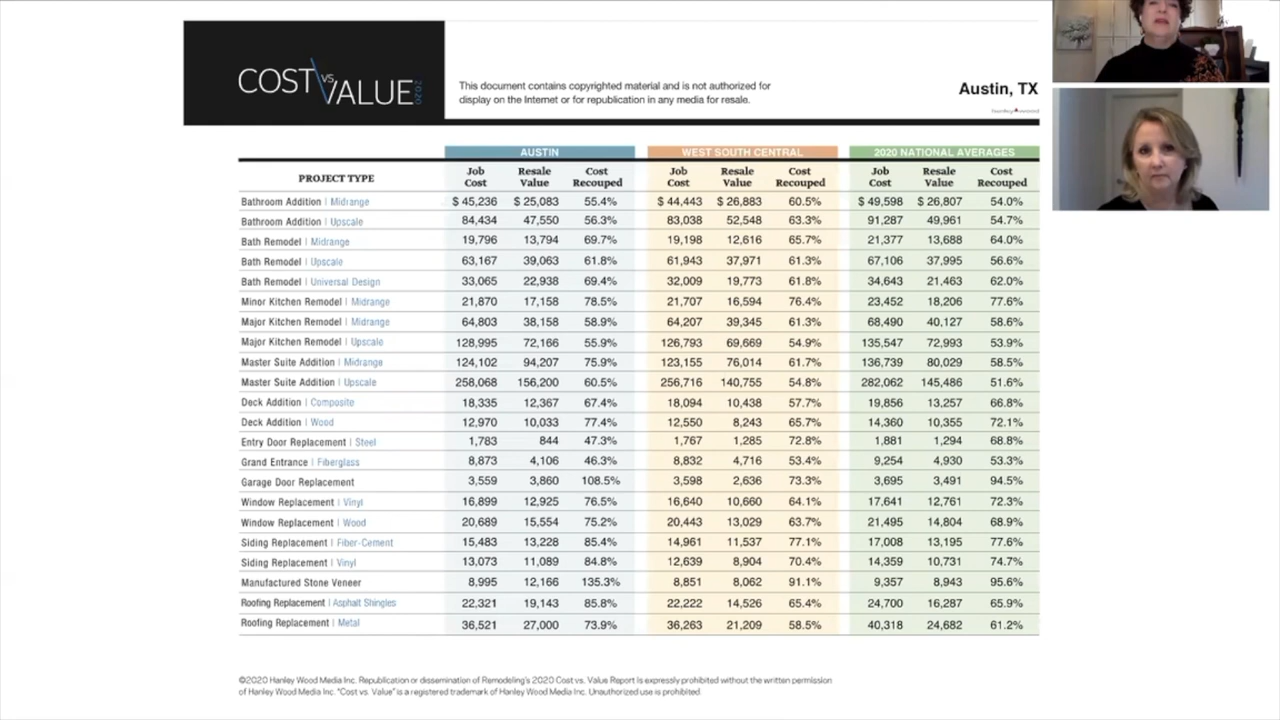 COST VS VALUE 2020
This document contains copyrighted material and is not authorized for
display on the Internet or for republication in any media for resale.
Austin, TX
AUSTIN WEST SOUTH CENTRAL 2020 NATIONAL AVERAGES
PROJECT TYPE Job Cost Resale Value Cost Recouped Job Cost Resale Value Cost Recouped Job Cost Resale Value Cost Recouped
Bathroom Addition | Midrange $ 45,236 $ 25,083 55.4% $ 44,443 $ 26,883 60.5% $ 49,598 $ 26,807 54.0%
Bathroom Addition | Upscale 84,434 47,550 56.3% 83,038 52,548 63.3% 91,287 49,961 54.7%
Bath Remodel | Midrange 19,796 13,794 69.7% 19,198 12,616 65.7% 21,377 13,688 64.0%
Bath Remodel | Upscale 63,167 39,063 61.8% 61,943 37,971 61.3% 67,106 37,995 56.6%
Bath Remodel | Universal Design 33,065 22,938 69.4% 32,009 19,773 61.8% 34,643 21,463 62.0%
Minor Kitchen Remodel | Midrange 21,870 17,158 78.5% 21,707 16,594 76.4% 23,452 18,206 77.6%
Major Kitchen Remodel | Midrange 64,803 38,158 58.9% 64,207 39,345 61.3% 68,490 40,127 58.6%
Major Kitchen Remodel | Upscale 128,995 72,166 55.9% 126,793 69,669 54.9% 135,547 72,993 53.9%
Master Suite Addition | Midrange 124,102 94,207 75.9% 123,155 76,014 61.7% 136,739 80,029 58.5%
Master Suite Addition | Upscale 258,068 156,200 60.5% 256,716 140,755 54.8% 282,062 145,486 51.6%
Deck Addition | Composite 18,335 12,367 67.4% 18,094 10,438 57.7% 19,856 13,257 66.8%
Deck Addition | Wood 12,970 10,033 77.4% 12,550 8,243 65.7% 14,360 10,355 72.1%
Entry Door Replacement | Steel 1,783 844 47.3% 1,767 1,285 72.8% 1,881 1,294 68.8%
Grand Entrance | Fiberglass 8,873 4,106 46.3% 8,832 4,716 53.4% 9,254 4,930 53.3%
Garage Door Replacement 3,559 3,860 108.5% 3,598 2,636 73.3% 3,695 3,491 94.5%
Window Replacement | Vinyl 16,899 12,925 76.5% 16,640 10,660 64.1% 17,641 12,761 72.3%
Window Replacement | Wood 20,689 15,554 75.2% 20,443 13,029 63.7% 21,495 14,804 68.9%
Siding Replacement | Fiber-Cement 15,483 13,228 85.4% 14,961 11,537 77.1% 17,008 13,195 77.6%
Siding Replacement | Vinyl 13,073 11,089 84.8% 12,639 8,904 70.4% 14,359 10,731 74.7%
Manufactured Stone Veneer 8,995 12,166 135.3% 8,851 8,062 91.1% 9,357 8,943 95.6%
Roofing Replacement | Asphalt Shingles 22,321 19,143 85.8% 22,222 14,526 65.4% 24,700 16,287 65.9%
Roofing Replacement | Metal 36,521 27,000 73.9% 36,263 21,209 58.5% 40,318 24,682 61.2%
©2020 Hanley Wood Media Inc. Republication or dissemination of Remodeling's 2020 Cost vs. Value Report is expressly prohibited without the written permission
of Hanley Wood Media Inc. "Cost vs. Value" is a registered trademark of Hanley Wood Media Inc. Unauthorized use is prohibited.